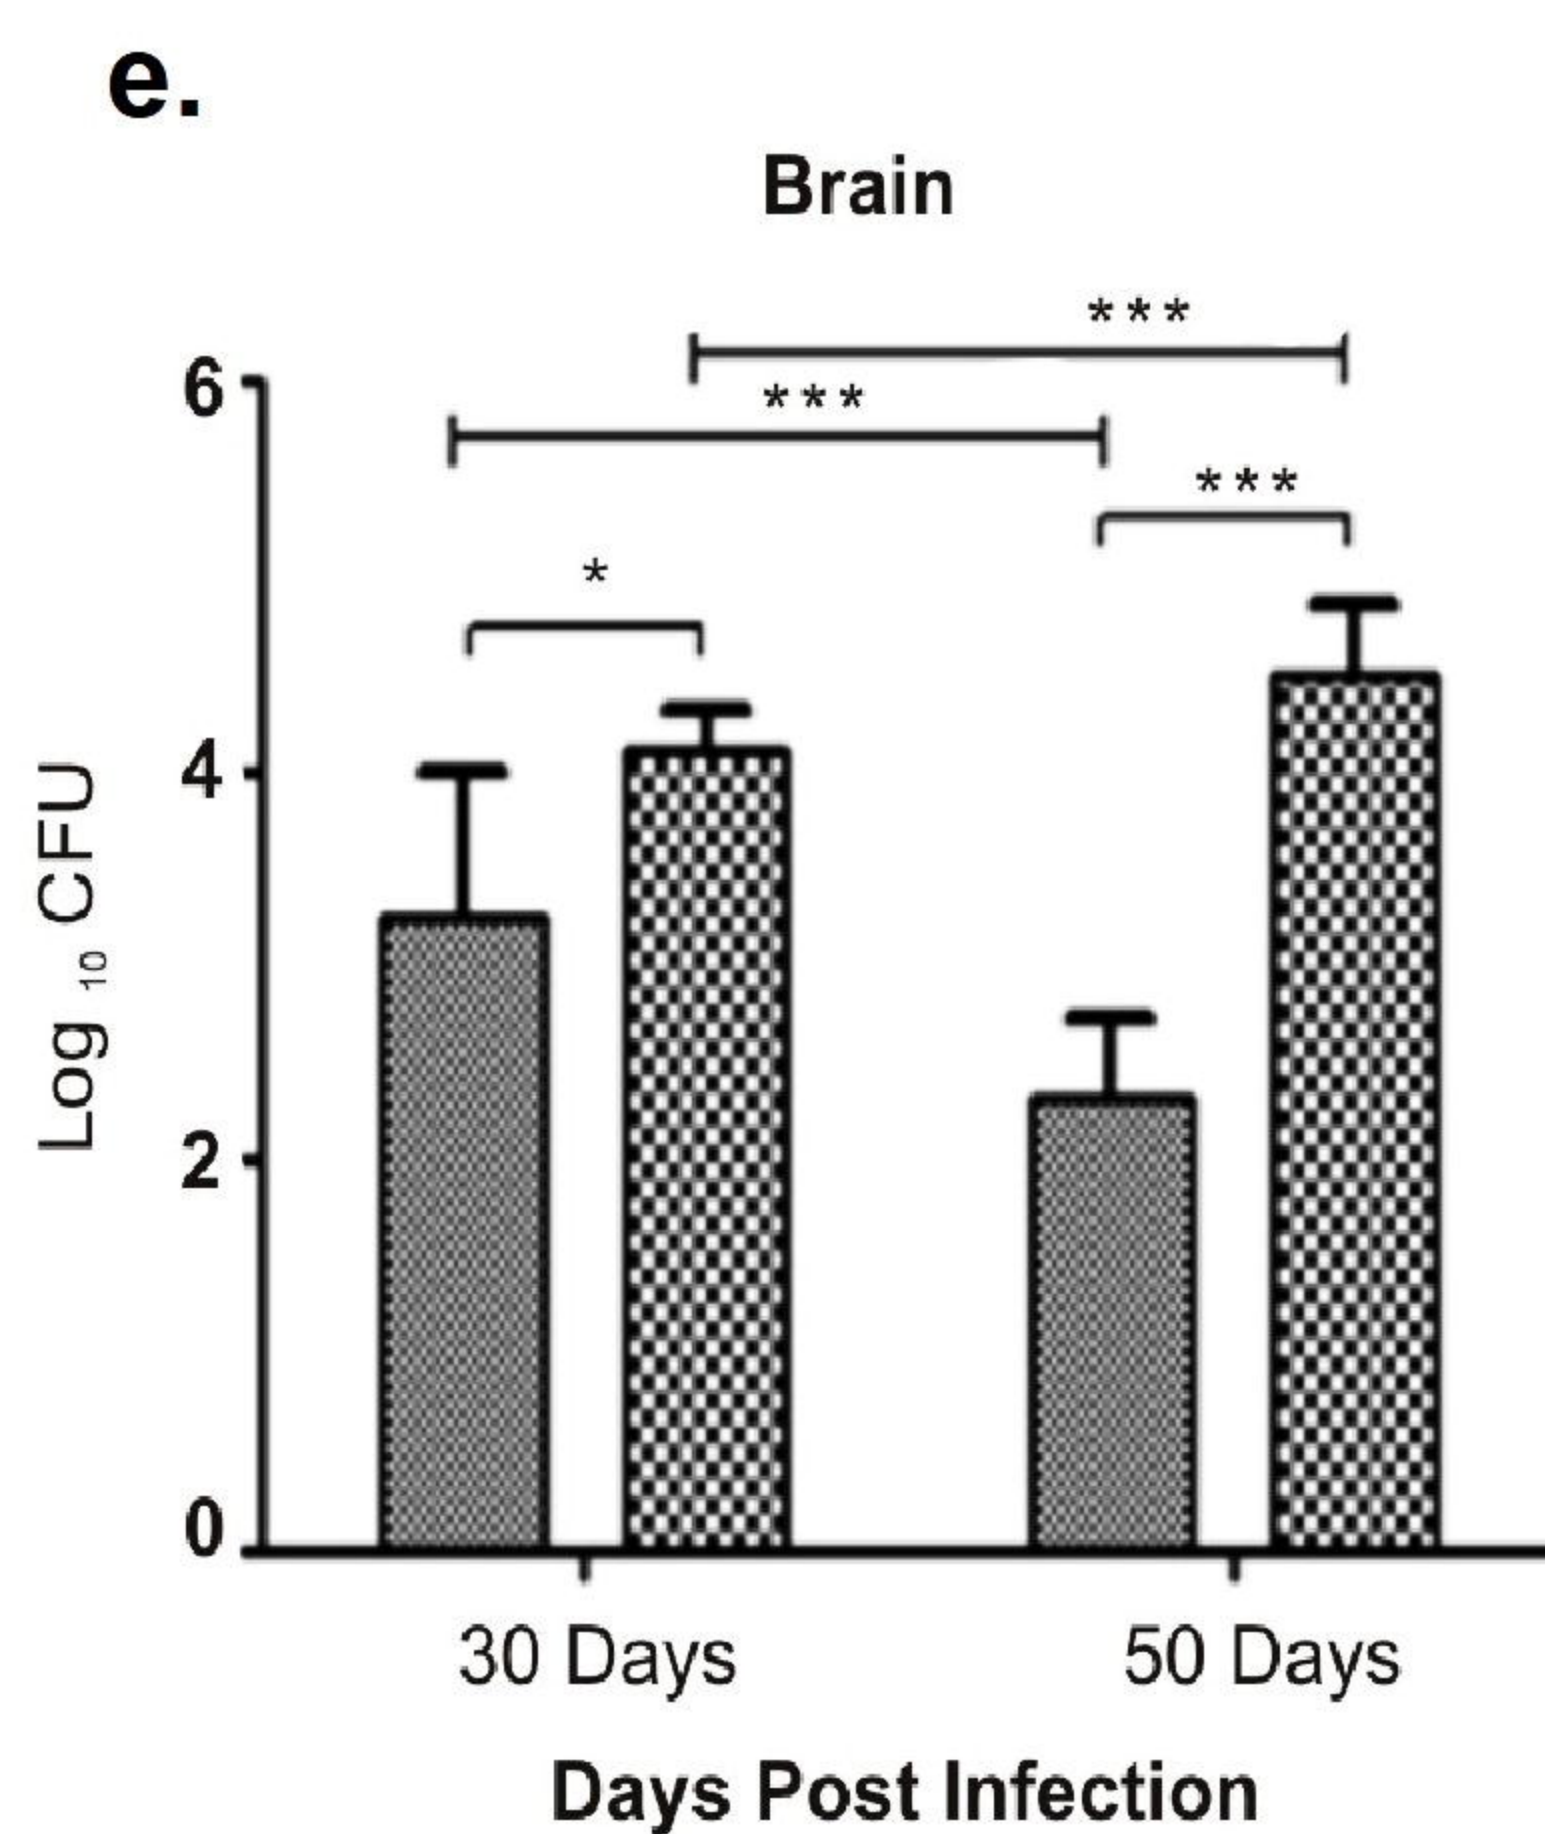 e.
Brain
***
***
***
*
6
4
2
0
Log 10 CFU
30 Days
50 Days
Days Post Infection